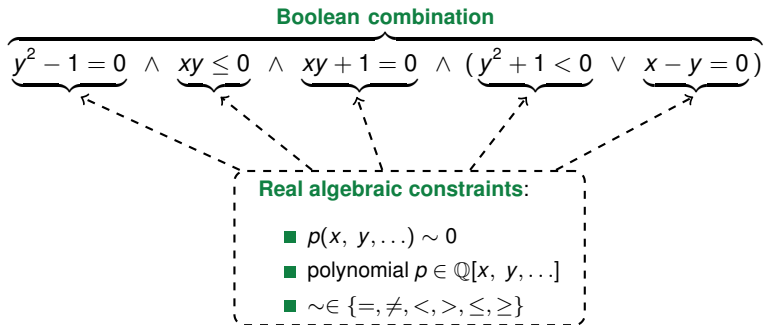 Boolean combination
y² − 1 = 0 ∧ xy ≤ 0 ∧ xy + 1 = 0 ∧ ( y² + 1 < 0 ∨ x − y = 0 )
Real algebraic constraints:
p(x, y, ...) ∼ 0
polynomial p ∈ ℚ[x, y, ...]
∼∈ {=, ≠, <, >, ≤, ≥}